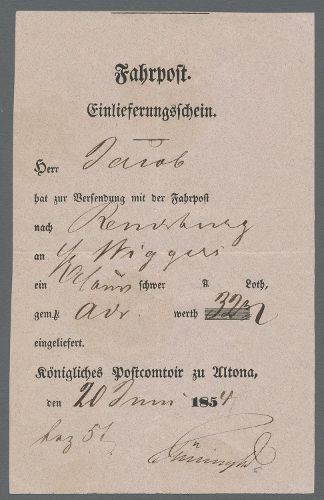 Fahrpost.
Einlieferungsschein.
Herr Jacob
hat zur Versendung mit der Fahrpost
nach Rendsburg
an Wiggers
ein schwer ℔. Loth,
gem. Adr. werth
eingeliefert.
Königliches Postcomtoir zu Altona,
den 20 Juni 1854